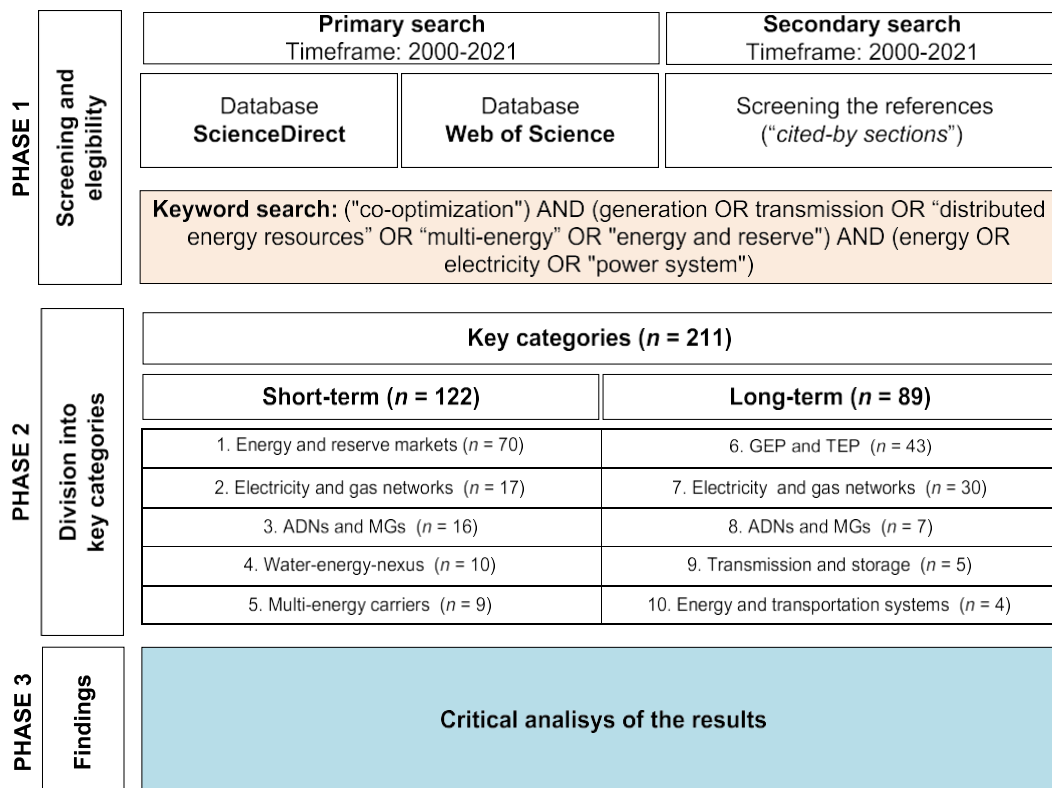 PHASE 1
Screening and
elegibility
Primary search
Timeframe: 2000-2021
Secondary search
Timeframe: 2000-2021
Database
ScienceDirect
Database
Web of Science
Screening the references
(“cited-by sections”)
Keyword search: ("co-optimization") AND (generation OR transmission OR “distributed
energy resources” OR “multi-energy” OR "energy and reserve") AND (energy OR
electricity OR "power system")
PHASE 2
Division into
key categories
Key categories (n = 211)
Short-term (n = 122)
Long-term (n = 89)
1. Energy and reserve markets (n = 70)
6. GEP and TEP (n = 43)
2. Electricity and gas networks (n = 17)
7. Electricity and gas networks (n = 30)
3. ADNs and MGs (n = 16)
8. ADNs and MGs (n = 7)
4. Water-energy-nexus (n = 10)
9. Transmission and storage (n = 5)
5. Multi-energy carriers (n = 9)
10. Energy and transportation systems (n = 4)
PHASE 3
Findings
Critical analisys of the results